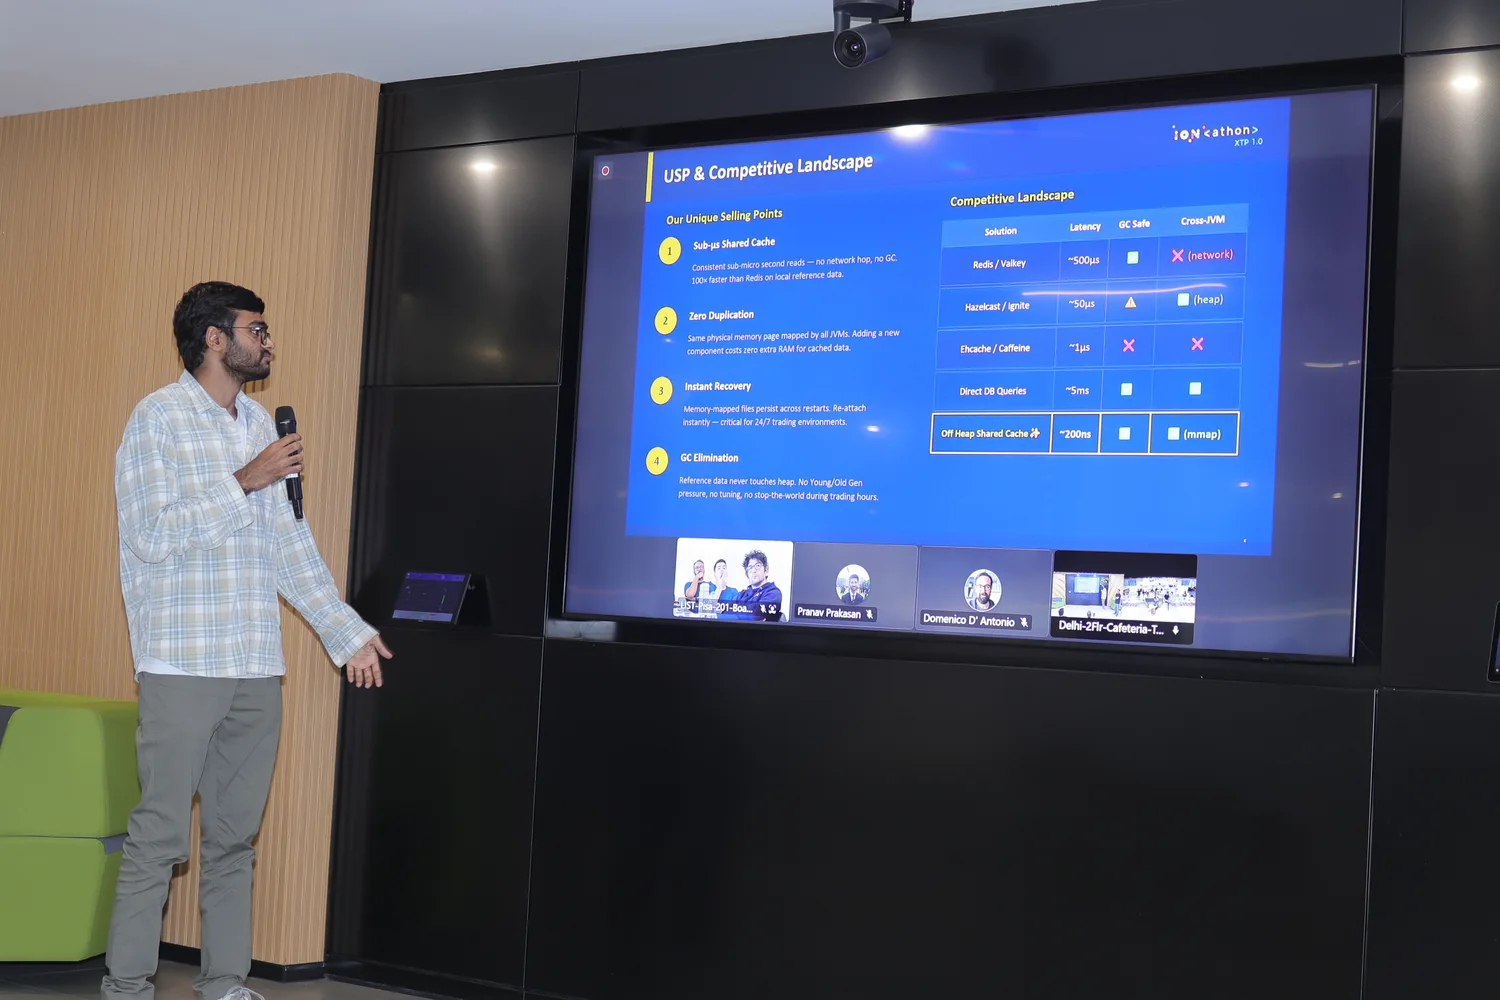 iON <athon>
XTP 1.0
USP & Competitive Landscape
Our Unique Selling Points
1
Sub-μs Shared Cache
Consistent sub-micro second reads — no network hop, no GC.
100× faster than Redis on local reference data.
2
Zero Duplication
Same physical memory page mapped by all JVMs. Adding a new
component costs zero extra RAM for cached data.
3
Instant Recovery
Memory-mapped files persist across restarts. Re-attach
instantly — critical for 24/7 trading environments.
4
GC Elimination
Reference data never touches heap. No Young/Old Gen
pressure, no tuning, no stop-the-world during trading hours.
Competitive Landscape
Solution Latency GC Safe Cross-JVM
Redis / Valkey ~500μs (network)
Hazelcast / Ignite ~50μs (heap)
Ehcache / Caffeine ~1μs
Direct DB Queries ~5ms
Off Heap Shared Cache ~200ns (mmap)
LIST-Pisa-201-Boa...
Pranav Prakasan
Domenico D' Antonio
Delhi-2Flr-Cafeteria-T...